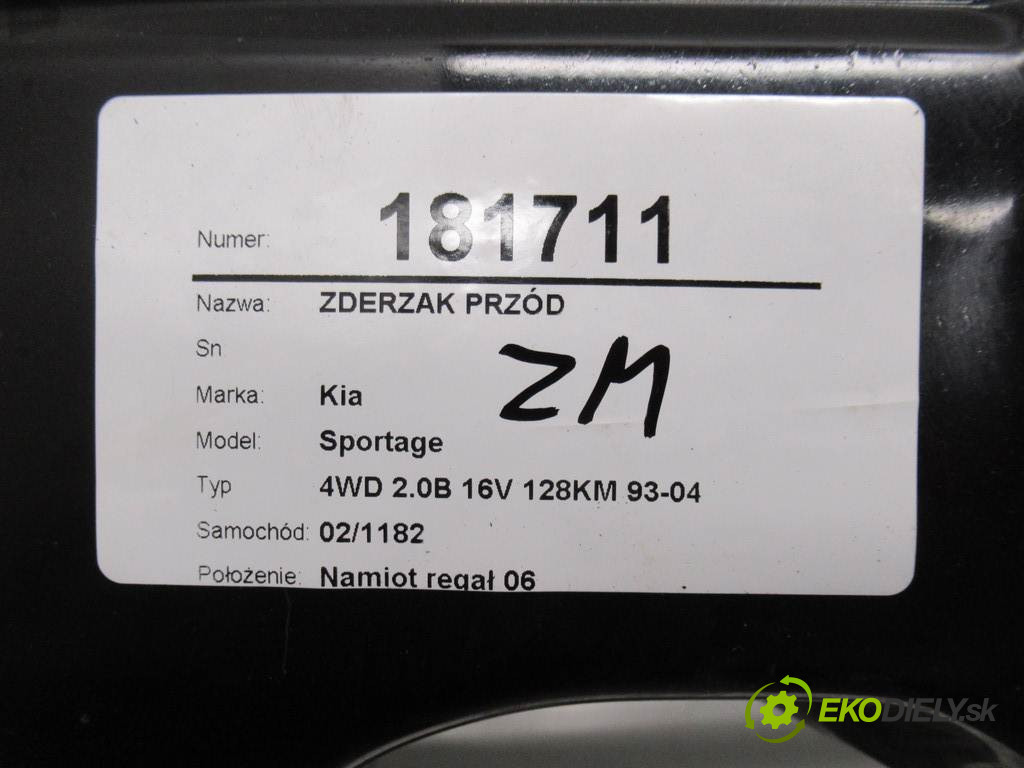 Numer: 181711
Nazwa: ZDERZAK PRZÓD
Sn
ZM
Marka: Kia
Model: Sportage
Typ 4WD 2.0B 16V 128KM 93-04
Samochód: 02/1182
Położenie: Namiot regał 06
EKODIELY.sk